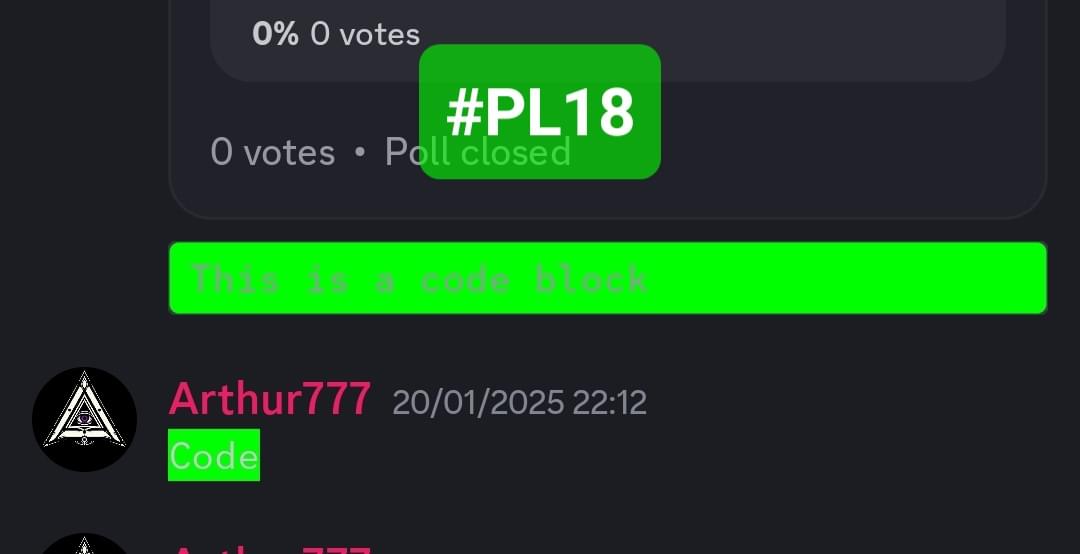 0% 0 votes
#PL18
0 votes • Poll closed
This is a code block
Arthur777 20/01/2025 22:12
Code